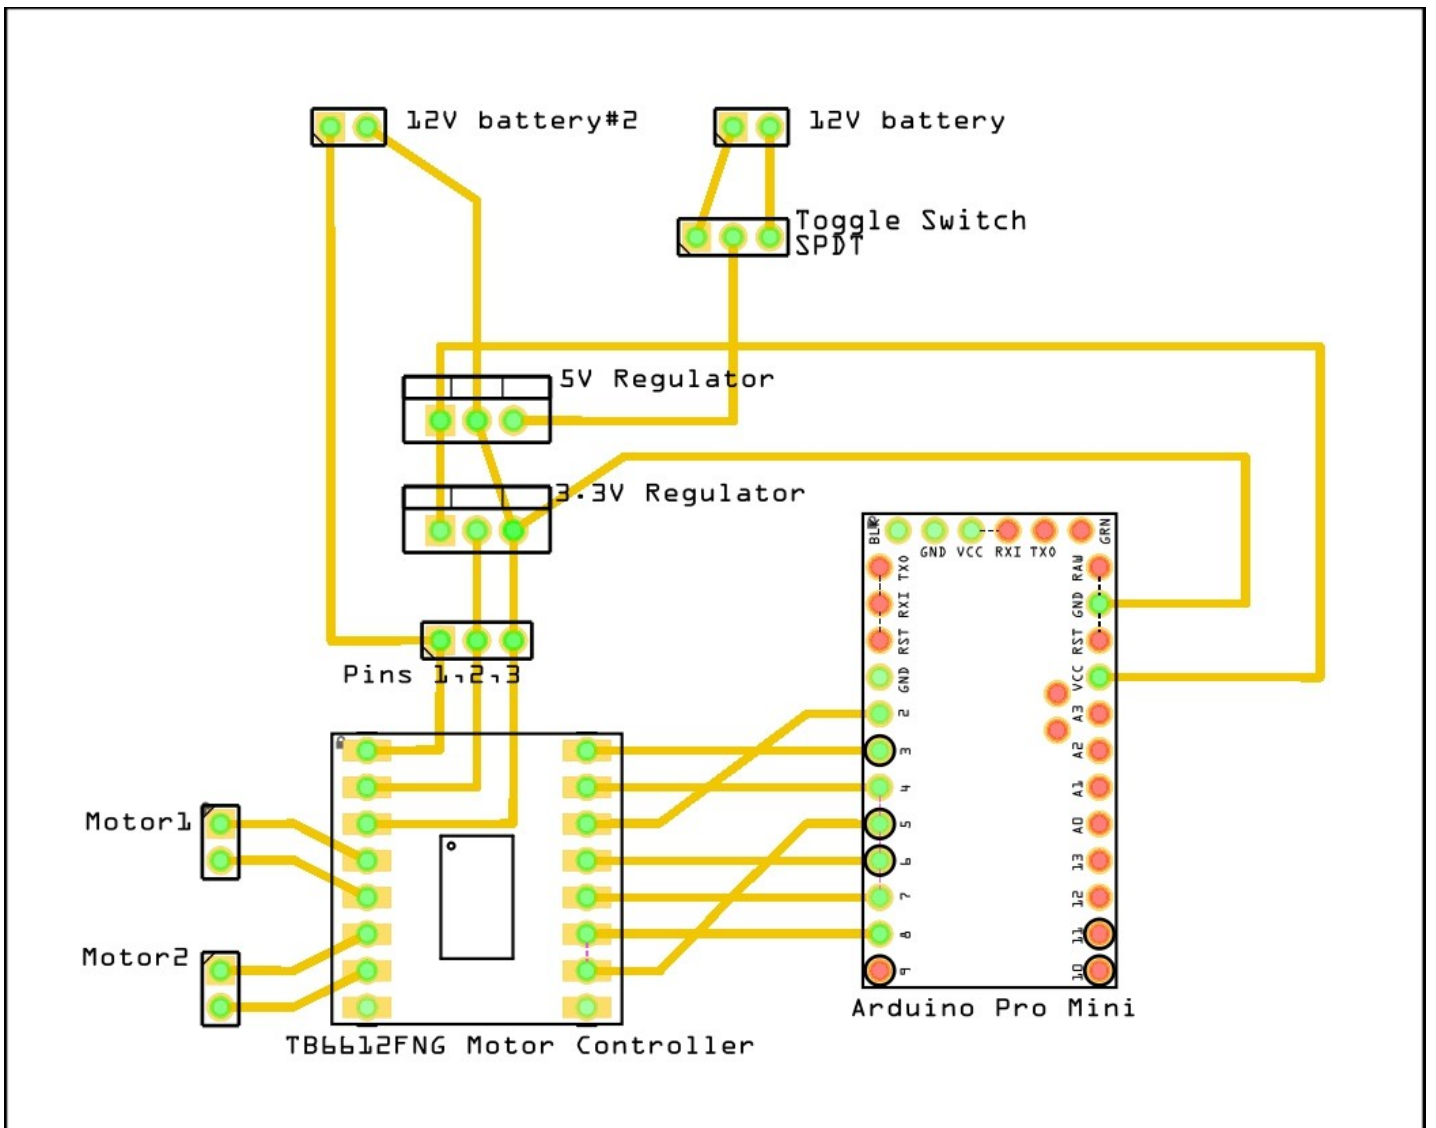 12V battery#2
12V battery
Toggle Switch
SPDT
5V Regulator
3.3V Regulator
Pins 1,2,3
BLK
GND
VCC
RXI
TXO
GRN
TXO
RXI
RST
GND
2
3
4
5
6
7
8
9
RAW
GND
RST
VCC
A3
A2
A1
A0
13
12
11
10
Motor1
Motor2
Arduino Pro Mini
TB6612FNG Motor Controller